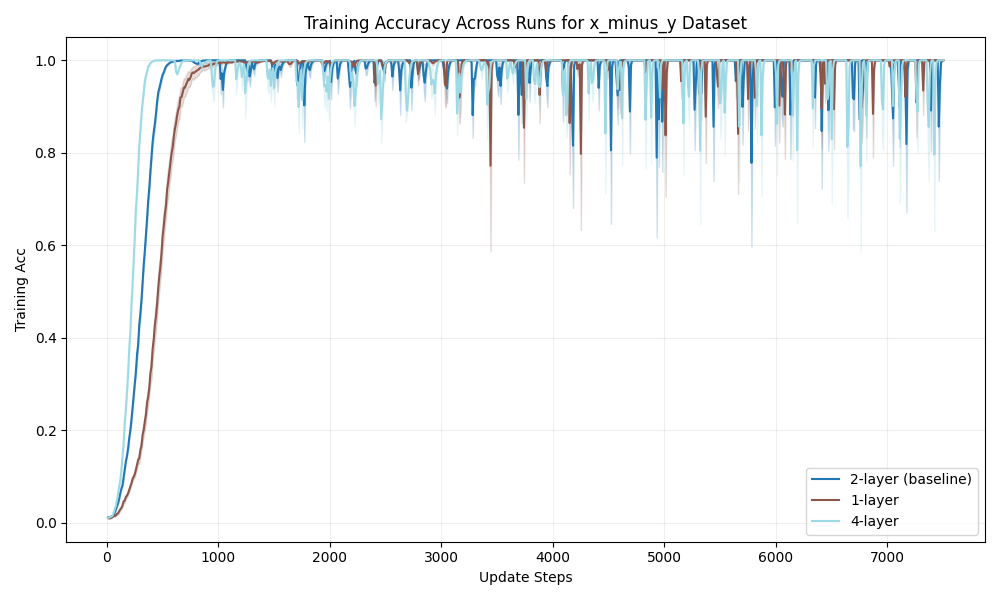 Training Accuracy Across Runs for x_minus_y Dataset
Training Acc
1.0
0.8
0.6
0.4
0.2
0.0
0
1000
2000
3000
4000
5000
6000
7000
Update Steps
2-layer (baseline)
1-layer
4-layer